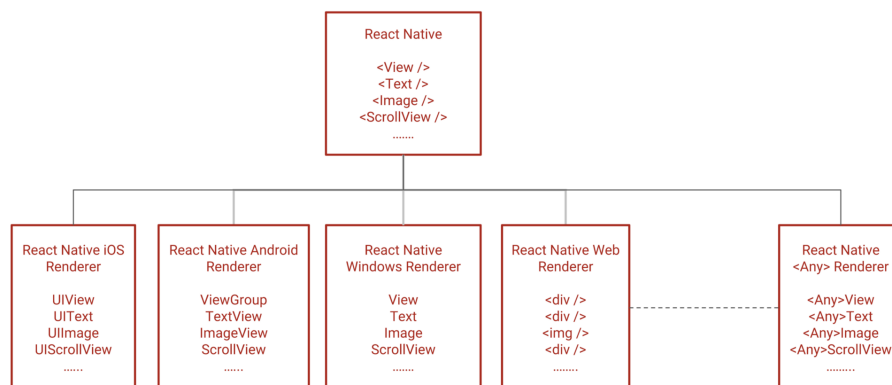 React Native
<View />
<Text />
<Image />
<ScrollView />
.......
React Native iOS
Renderer
UIView
UIText
UIImage
UIScrollView
......
React Native Android
Renderer
ViewGroup
TextView
ImageView
ScrollView
......
React Native
Windows Renderer
View
Text
Image
ScrollView
.......
React Native Web
Renderer
<div />
<div />
<img />
<div />
........
React Native
<Any> Renderer
<Any>View
<Any>Text
<Any>Image
<Any>ScrollView
.........